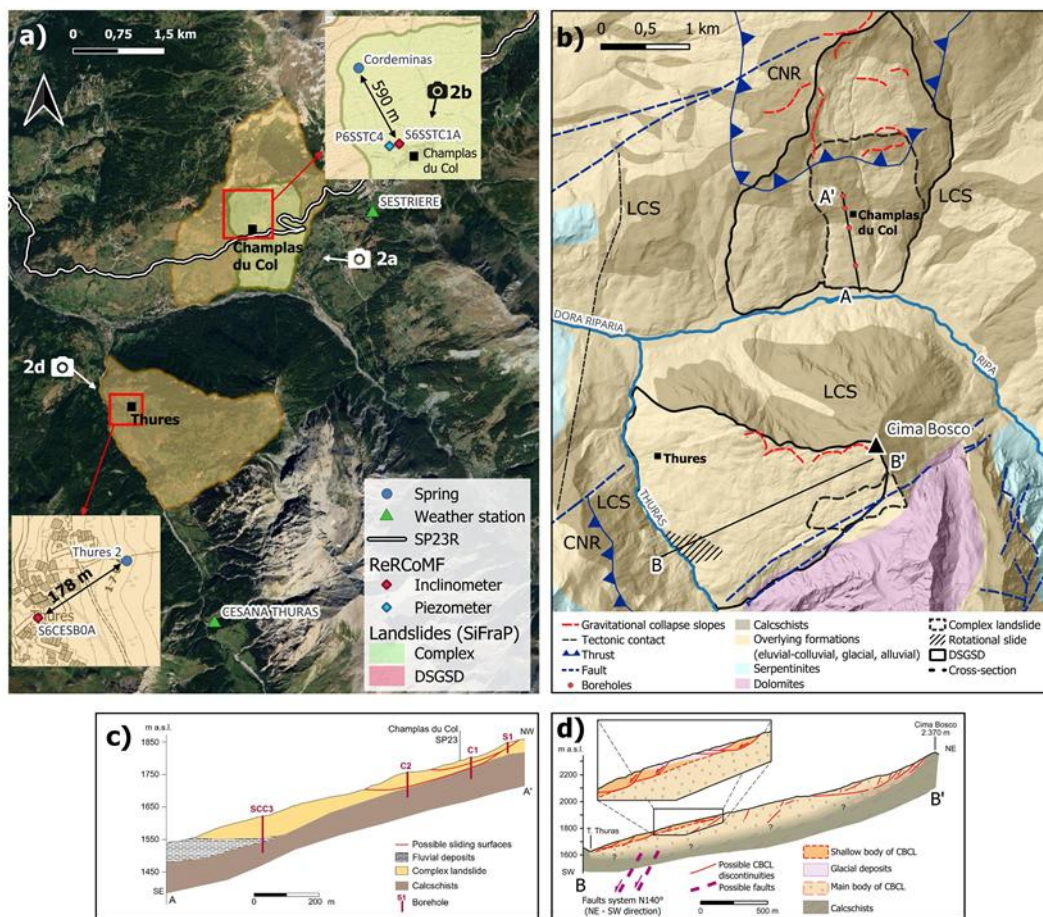 a)
0 0,75 1,5 km
Cordeminas
2b
590 m
P6SSTC4
S6SSTC1A
Champlas
du Col
SESTRIERE
Champlas
du Col
2a
2d
Thures
Thures 2
178 m
S6CESB0A
CESANA THURAS
Spring
Weather station
SP23R
ReRCoMF
Inclinometer
Piezometer
Landslides (SiFraP)
Complex
DSGSD
b)
0 0,5 1 km
CNR
LCS
LCS
A'
Champlas
du Col
A
DORA RIPARIA
RIPA
LCS
Cima Bosco
Thures
B'
LCS
THURAS
CNR
B
Gravitational collapse slopes
Tectonic contact
Thrust
Fault
Boreholes
Calcschists
Overlying formations
(eluvial-colluvial, glacial, alluvial)
Serpentinites
Dolomites
Complex landslide
Rotational slide
DSGSD
Cross-section
c)
m a.s.l.
1850
1750
1650
1550
1450
SE
A
Champlas du Col
SP23
NW
S1
C1
C2
SCC3
A'
Possible sliding surfaces
Fluvial deposits
Complex landslide
Calcschists
S1 Borehole
0 200 m
d)
m a.s.l.
2200
2000
1800
1600
SW
B
T. Thuras
Cima Bosco
2.370 m
NE
B'
? ? ? ?
Faults system N140°
(NE - SW direction)
Possible CBCL
discontinuities
Possible faults
0 500 m
Shallow body of CBCL
Glacial deposits
Main body of CBCL
Calcschists